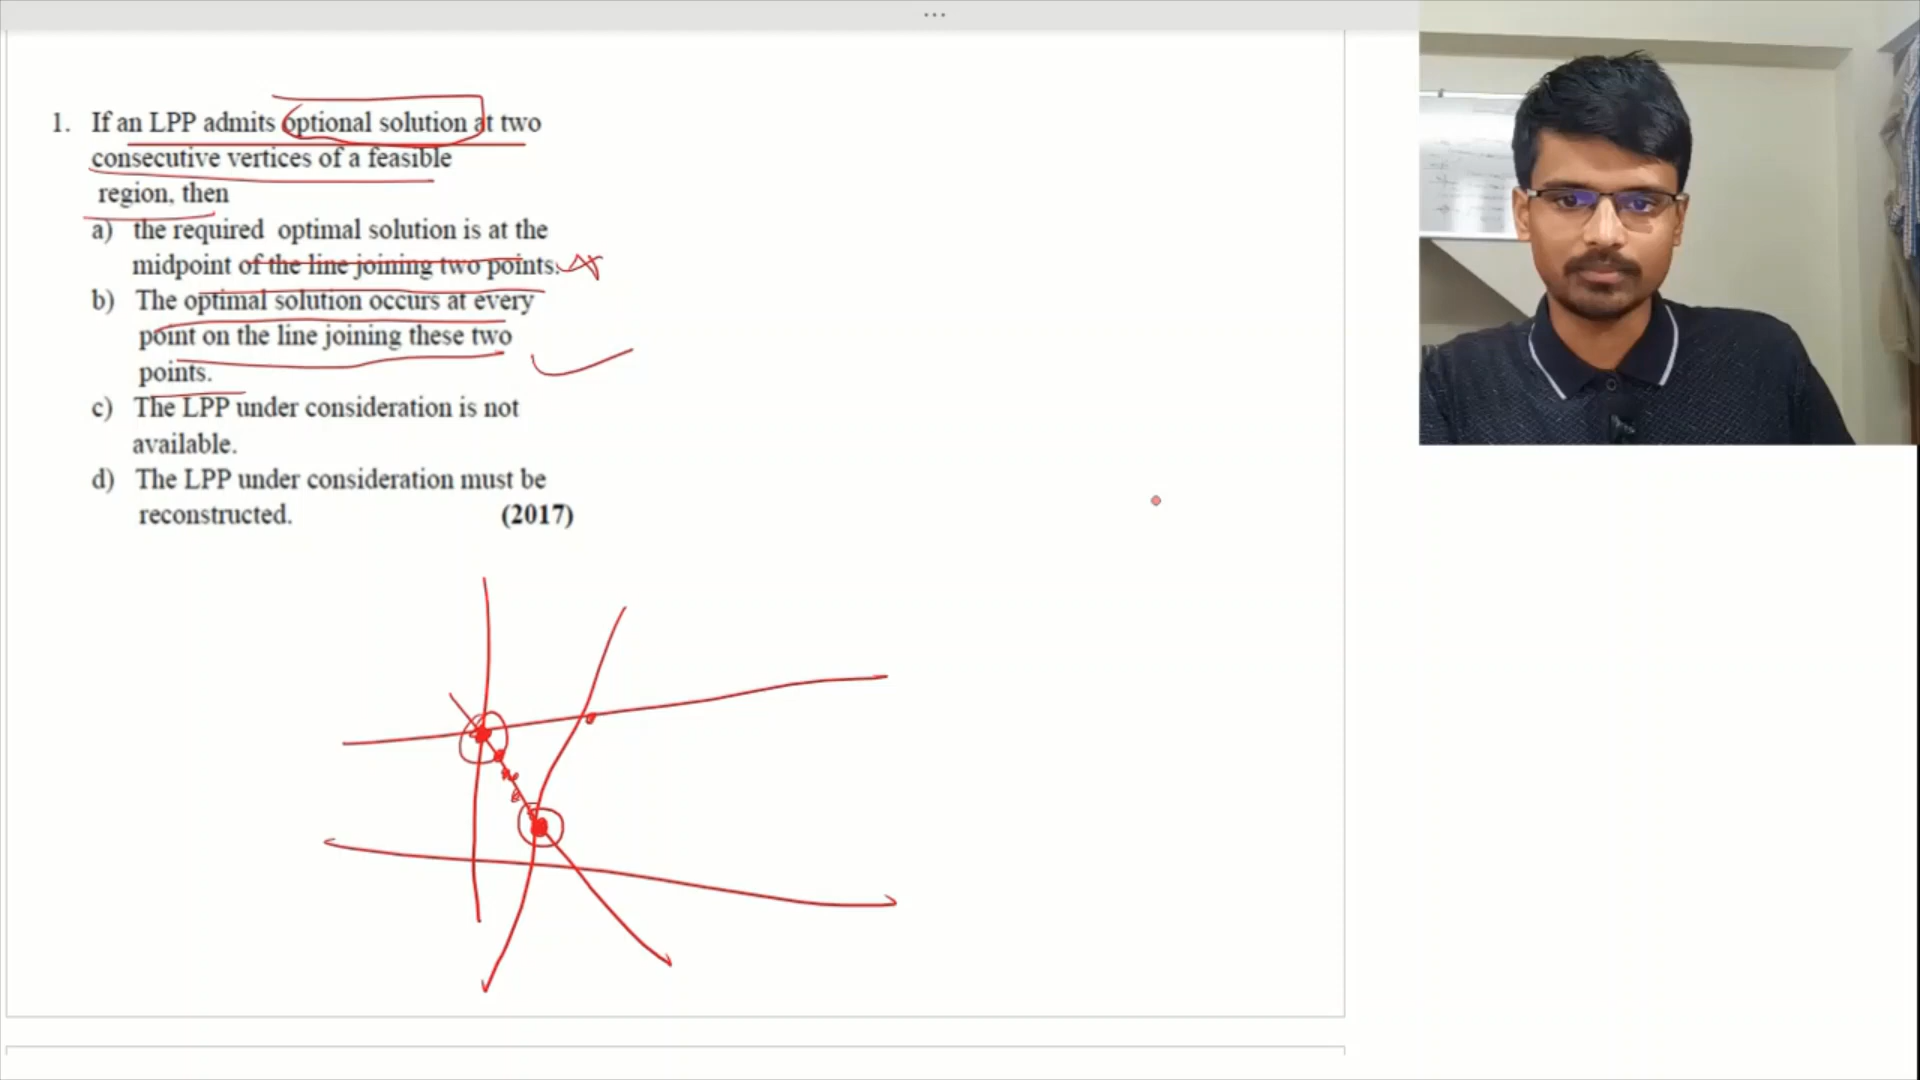 1. If an LPP admits optional solution at two
consecutive vertices of a feasible
region, then
a) the required optimal solution is at the
midpoint of the line joining two points.
b) The optimal solution occurs at every
point on the line joining these two
points.
c) The LPP under consideration is not
available.
d) The LPP under consideration must be
reconstructed. (2017)